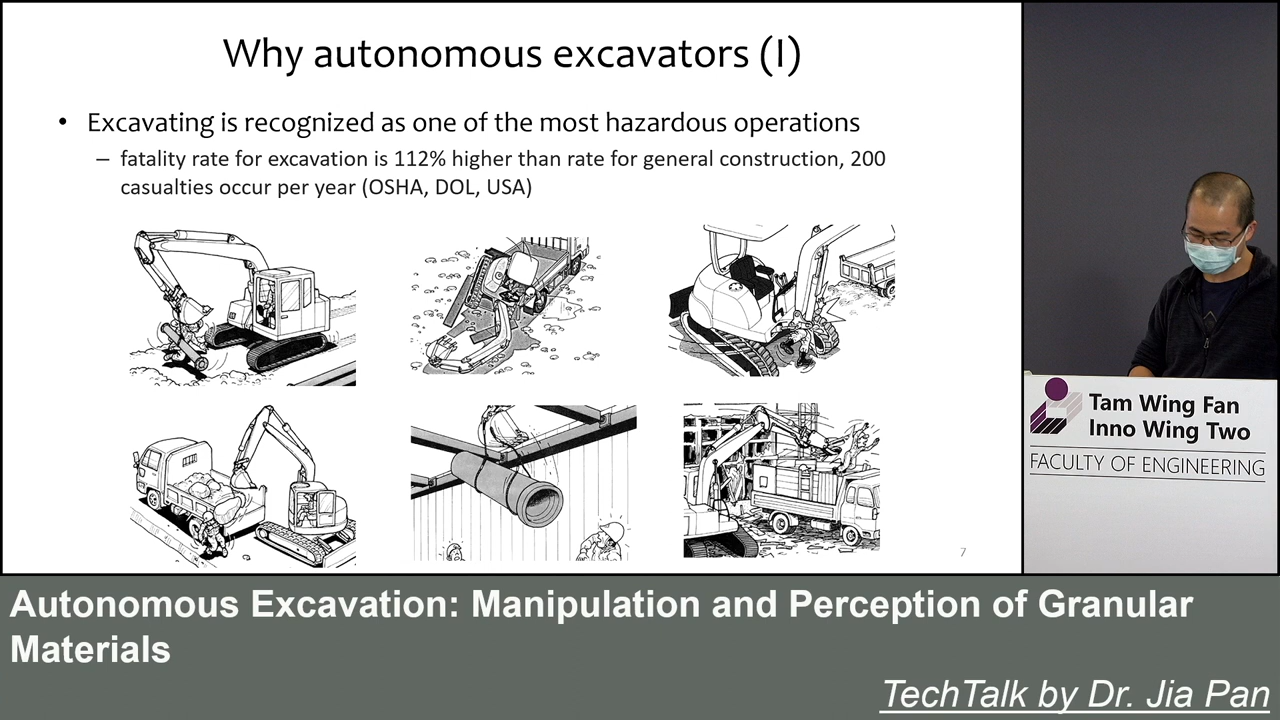 Why autonomous excavators (I)
• Excavating is recognized as one of the most hazardous operations
– fatality rate for excavation is 112% higher than rate for general construction, 200
casualties occur per year (OSHA, DOL, USA)
7
Tam Wing Fan
Inno Wing Two
FACULTY OF ENGINEERING
Autonomous Excavation: Manipulation and Perception of Granular
Materials
TechTalk by Dr. Jia Pan